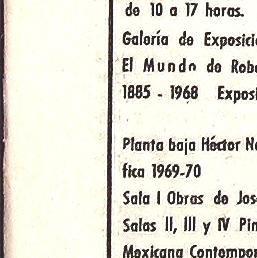 de 10 a 17 horas.
Galería de Exposici
El Mundo de Robe
1885 - 1968 Exposi
Planta baja Héctor N
fica 1969-70
Sala I Obras de Jos
Salas II, III y IV Pin
Mexicana Contempor